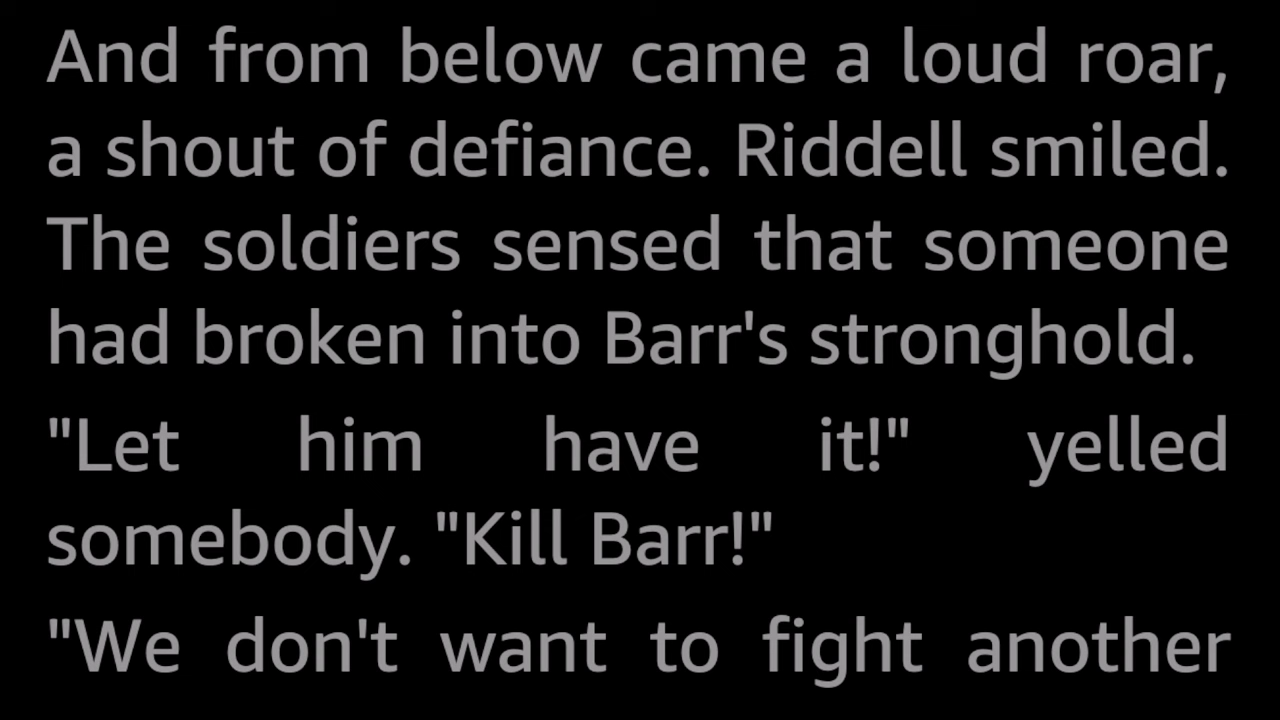 And from below came a loud roar,
a shout of defiance. Riddell smiled.
The soldiers sensed that someone
had broken into Barr's stronghold.
"Let him have it!" yelled
somebody. "Kill Barr!"
"We don't want to fight another